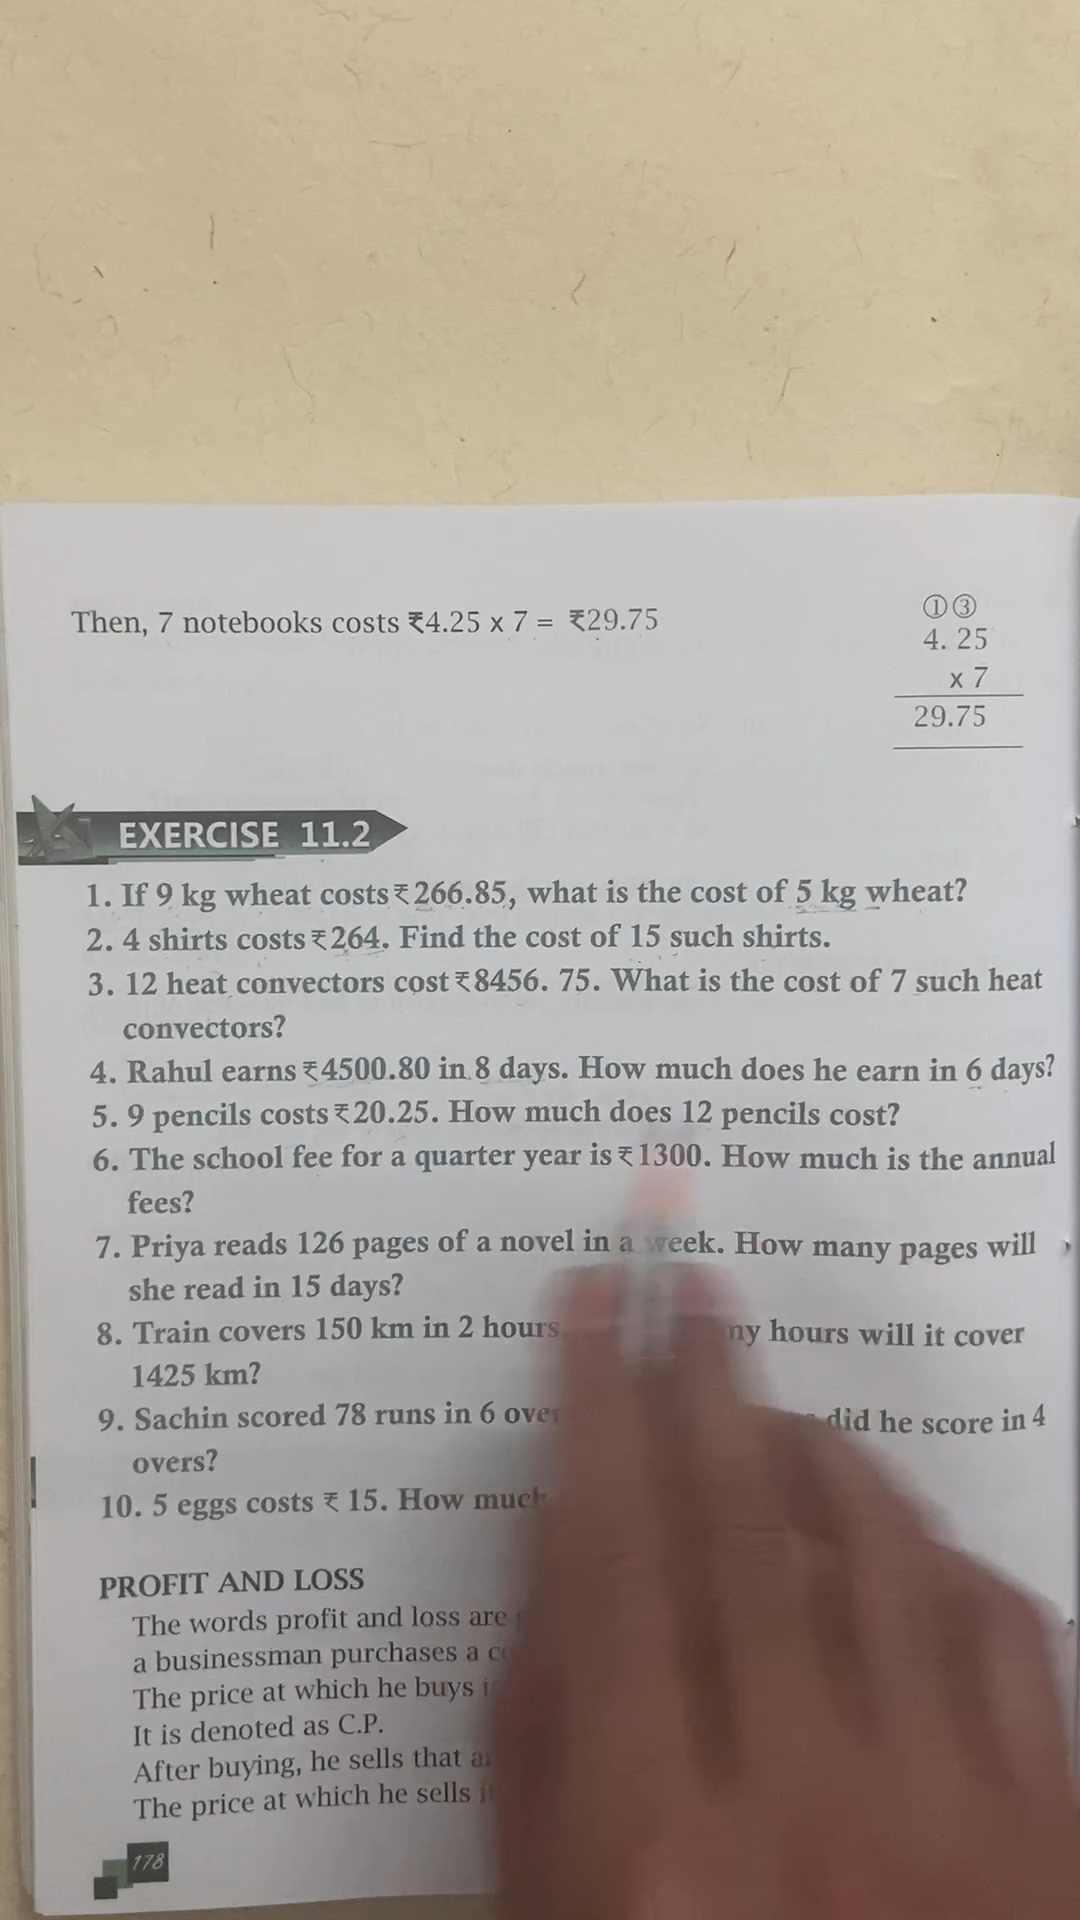 Then, 7 notebooks costs ₹4.25 x 7 = ₹29.75
①③
4. 25
x 7
29.75
EXERCISE 11.2
1. If 9 kg wheat costs ₹266.85, what is the cost of 5 kg wheat?
2. 4 shirts costs ₹264. Find the cost of 15 such shirts.
3. 12 heat convectors cost ₹8456. 75. What is the cost of 7 such heat
convectors?
4. Rahul earns ₹4500.80 in 8 days. How much does he earn in 6 days?
5. 9 pencils costs ₹20.25. How much does 12 pencils cost?
6. The school fee for a quarter year is ₹1300. How much is the annual
fees?
7. Priya reads 126 pages of a novel in a week. How many pages will
she read in 15 days?
8. Train covers 150 km in 2 hours hours will it cover
1425 km?
9. Sachin scored 78 runs in 6 did he score in 4
overs?
10. 5 eggs costs ₹ 15. How much
PROFIT AND LOSS
The words profit and loss are
a businessman purchases a
The price at which he buys
It is denoted as C.P.
After buying, he sells that
The price at which he sells
178